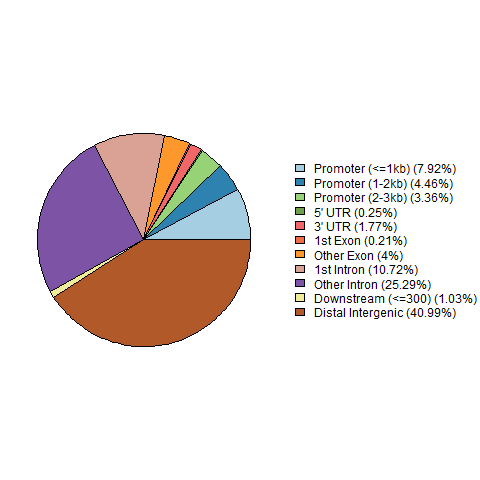 Promoter (<=1kb) (7.92%)
Promoter (1-2kb) (4.46%)
Promoter (2-3kb) (3.36%)
5' UTR (0.25%)
3' UTR (1.77%)
1st Exon (0.21%)
Other Exon (4%)
1st Intron (10.72%)
Other Intron (25.29%)
Downstream (<=300) (1.03%)
Distal Intergenic (40.99%)